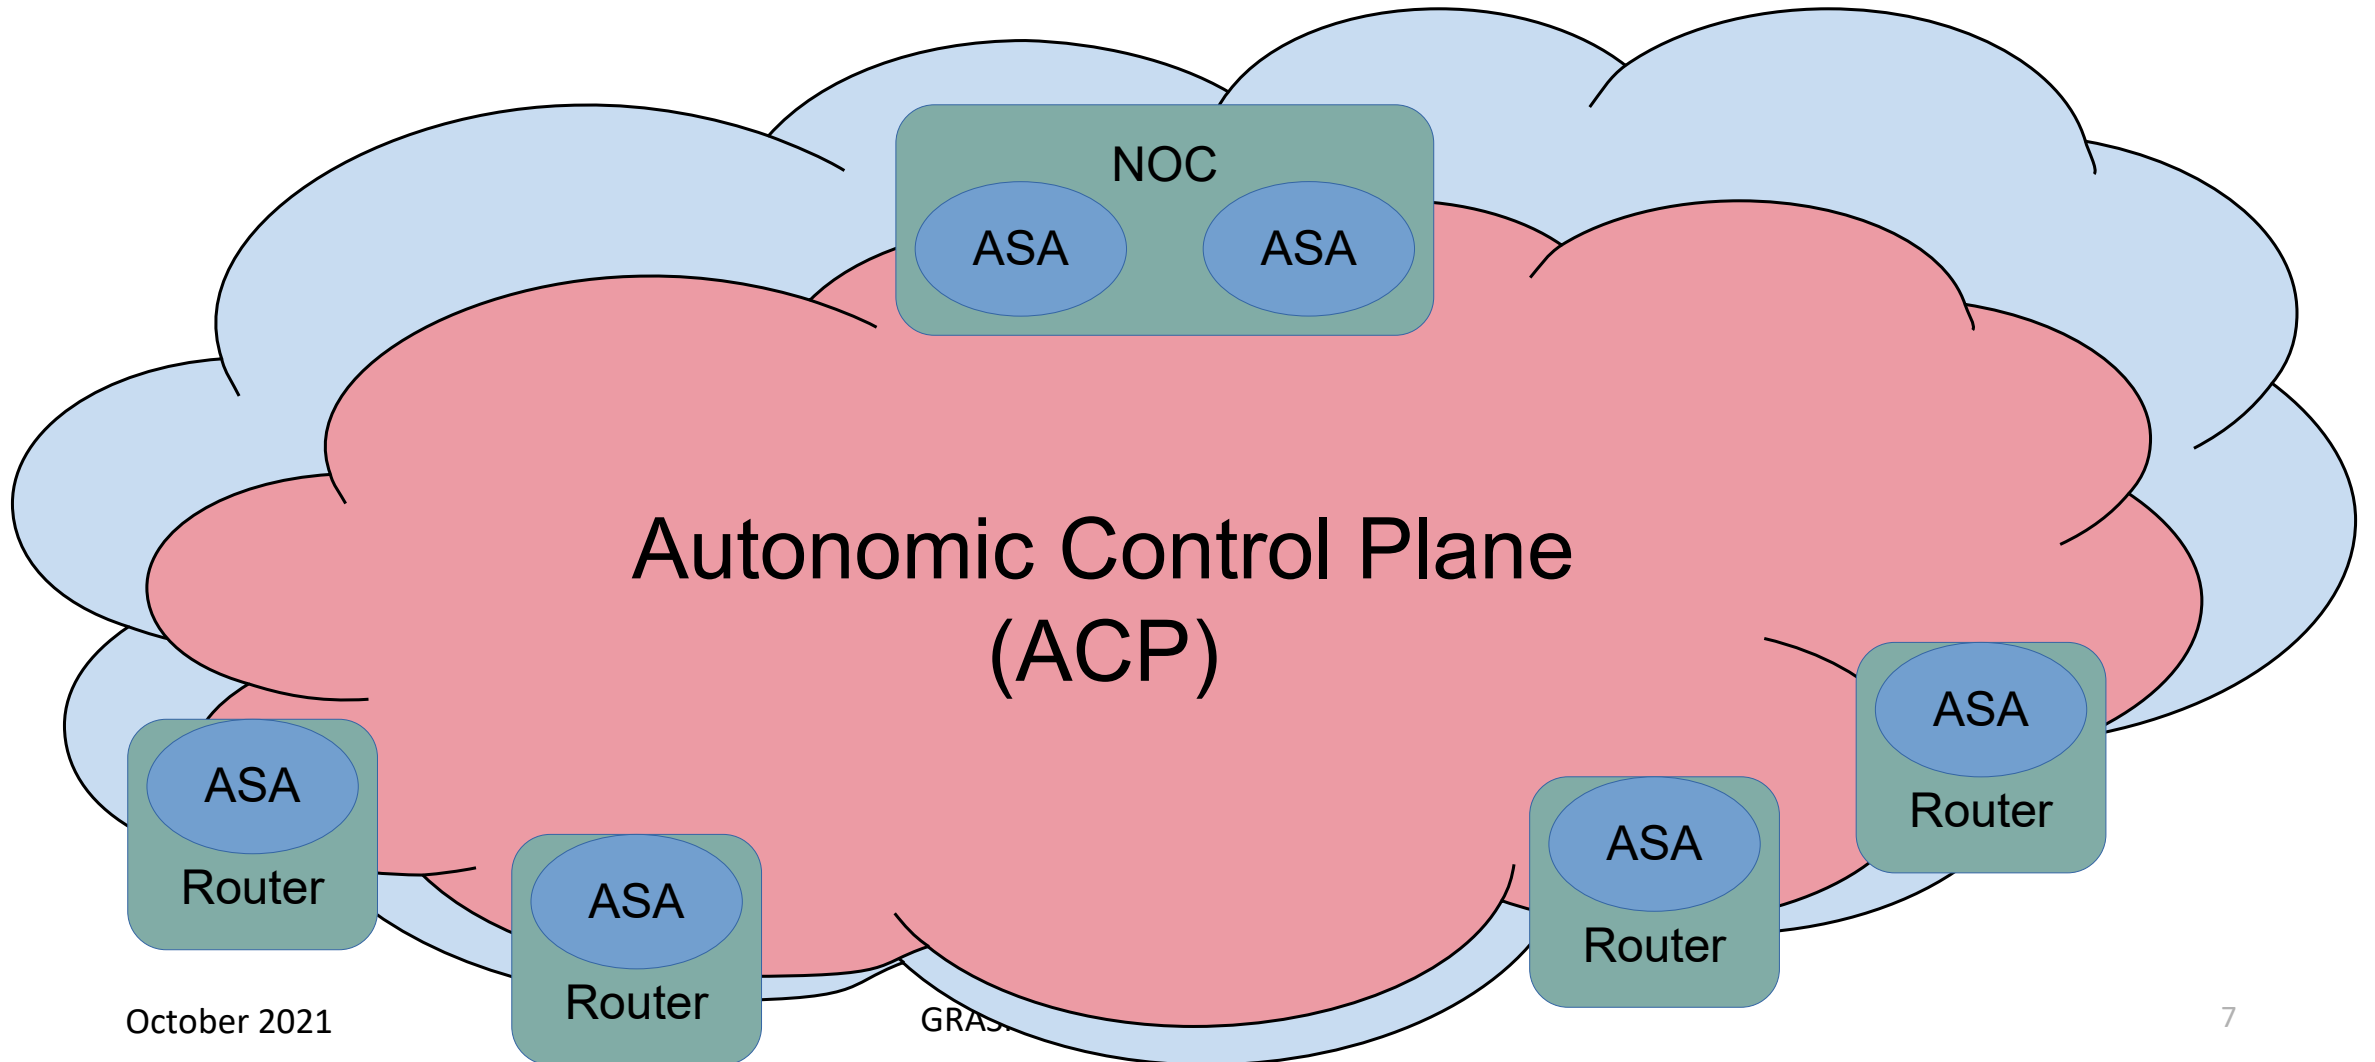 NOC
ASA
ASA
Autonomic Control Plane
(ACP)
ASA
Router
ASA
Router
ASA
Router
ASA
Router
October 2021
7